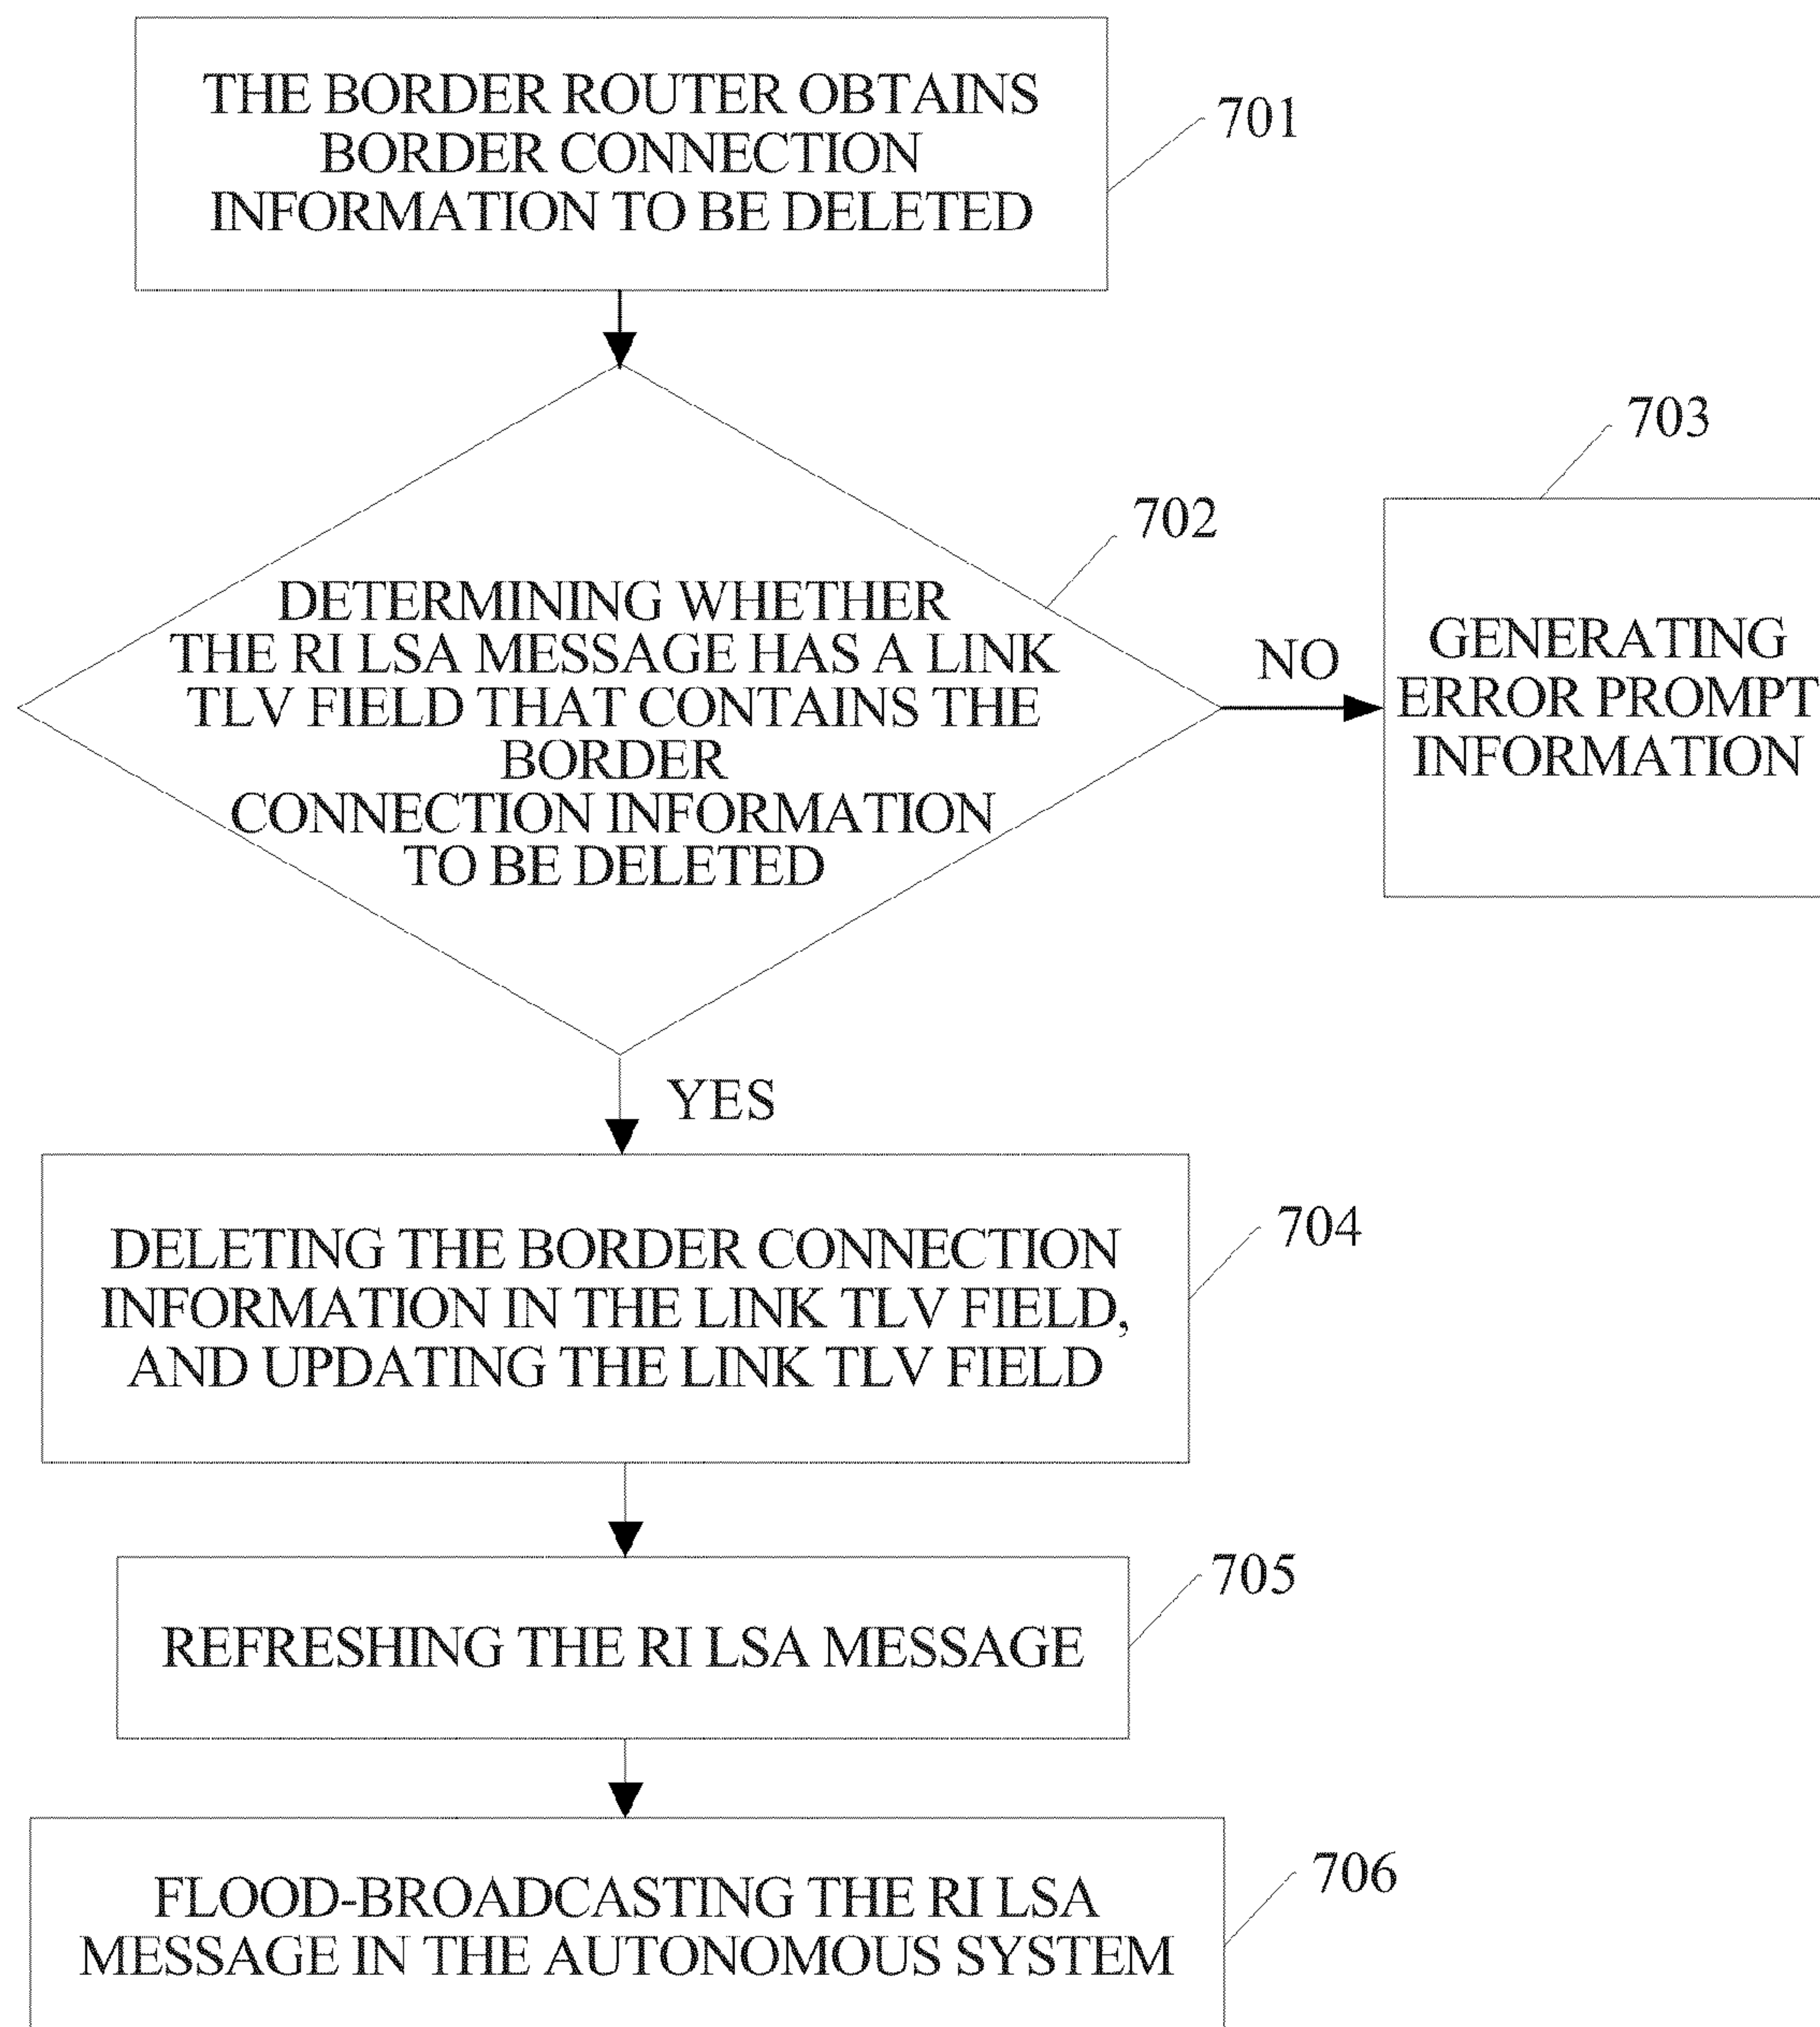 THE BORDER ROUTER OBTAINS
BORDER CONNECTION
INFORMATION TO BE DELETED
701
702
DETERMINING WHETHER
THE RI LSA MESSAGE HAS A LINK
TLV FIELD THAT CONTAINS THE
BORDER
CONNECTION INFORMATION
TO BE DELETED
NO
703
GENERATING
ERROR PROMPT
INFORMATION
YES
DELETING THE BORDER CONNECTION
INFORMATION IN THE LINK TLV FIELD,
AND UPDATING THE LINK TLV FIELD
704
REFRESHING THE RI LSA MESSAGE
705
FLOOD-BROADCASTING THE RI LSA
MESSAGE IN THE AUTONOMOUS SYSTEM
706